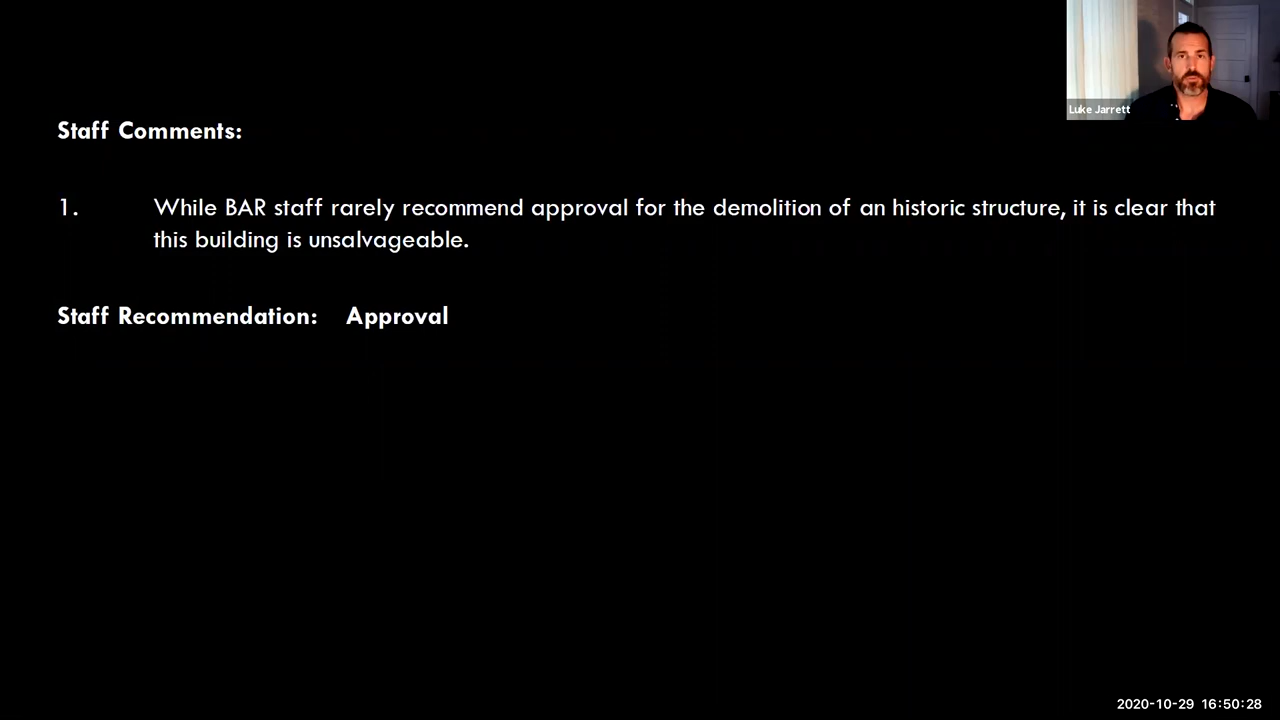 Luke Jarrett
Staff Comments:
1. While BAR staff rarely recommend approval for the demolition of an historic structure, it is clear that
this building is unsalvageable.
Staff Recommendation: Approval
2020-10-29 16:50:28